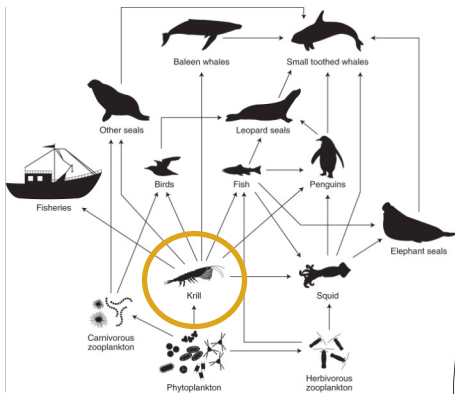 Baleen whales
Small toothed whales
Other seals
Leopard seals
Fisheries
Birds
Fish
Penguins
Elephant seals
Krill
Squid
Carnivorous
zooplankton
Phytoplankton
Herbivorous
zooplankton